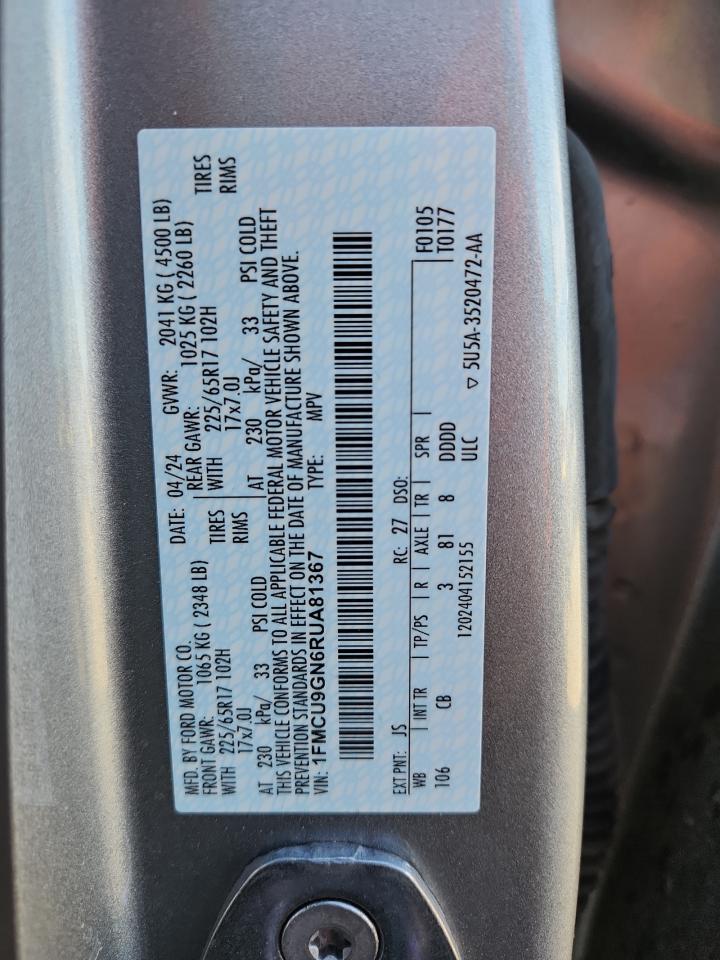 MFD. BY FORD MOTOR CO. DATE: 04/24 GVWR: 2041 KG ( 4500 LB)
FRONT GAWR: 1065 KG ( 2348 LB) REAR GAWR: 1025 KG ( 2260 LB)
WITH 225/65R17 102H TIRES WITH 225/65R17 102H TIRES
17x7.0J RIMS 17x7.0J RIMS
AT 230 kPa/ 33 PSI COLD AT 230 kPa/ 33 PSI COLD
THIS VEHICLE CONFORMS TO ALL APPLICABLE FEDERAL MOTOR VEHICLE SAFETY AND THEFT
PREVENTION STANDARDS IN EFFECT ON THE DATE OF MANUFACTURE SHOWN ABOVE.
VIN: 1FMCU9GN6RUA81367 TYPE: MPV
EXT PNT: JS RC: 27 DSO: F0105
WB INT TR TP/PS R AXLE TR SPR T0177
106 CB 3 81 8 DDDD
1202404152155 ULC ▽ 5U5A-3520472-AA